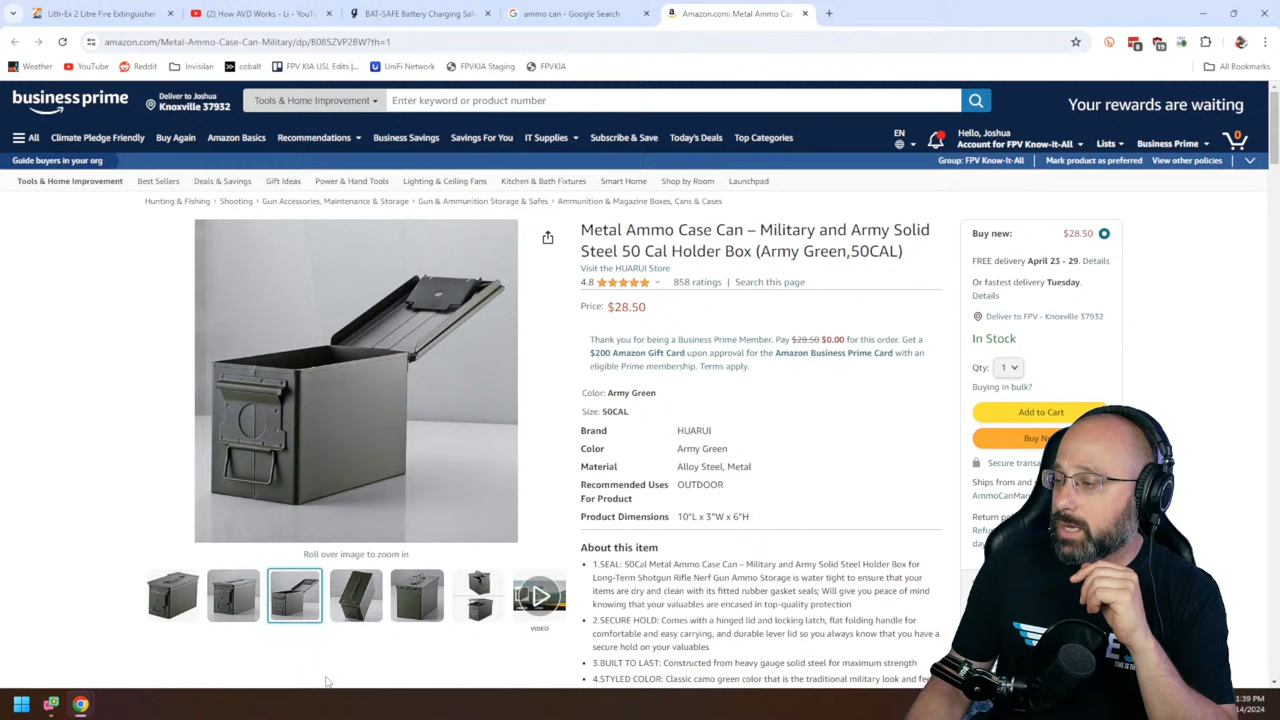 Lith-Ex 2 Litre Fire Extinguisher
(2) How AVD Works - Li - YouT
BAT-SAFE Battery Charging Saf
ammo can - Google Search
Amazon.com: Metal Ammo Cas
amazon.com/Metal-Ammo-Case-Can-Military/dp/B085ZVP2BW?th=1
Weather
YouTube
Reddit
Invisilan
cobalt
FPV KIA USL Edits |...
UniFi Network
FPVKIA Staging
FPVKIA
All Bookmarks
business prime
Deliver to Joshua
Knoxville 37932
Tools & Home Improvement
Enter keyword or product number
Your rewards are waiting
All Climate Pledge Friendly Buy Again Amazon Basics Recommendations Business Savings Savings For You IT Supplies Subscribe & Save Today's Deals Top Categories
EN
Hello, Joshua
Account for FPV Know-It-All
Lists
Business Prime
0
Guide buyers in your org
Group: FPV Know-It-All Mark product as preferred View other policies
Tools & Home Improvement Best Sellers Deals & Savings Gift Ideas Power & Hand Tools Lighting & Ceiling Fans Kitchen & Bath Fixtures Smart Home Shop by Room Launchpad
Hunting & Fishing › Shooting › Gun Accessories, Maintenance & Storage › Gun & Ammunition Storage & Safes › Ammunition & Magazine Boxes, Cans & Cases
Metal Ammo Case Can – Military and Army Solid
Steel 50 Cal Holder Box (Army Green,50CAL)
Visit the HUARUI Store
4.8
858 ratings | Search this page
Price: $28.50
Thank you for being a Business Prime Member. Pay $28.50 $0.00 for this order. Get a
$200 Amazon Gift Card upon approval for the Amazon Business Prime Card with an
eligible Prime membership. Terms apply.
Color: Army Green
Size: 50CAL
Brand HUARUI
Color Army Green
Material Alloy Steel, Metal
Recommended Uses OUTDOOR
For Product
Product Dimensions 10"L x 3"W x 6"H
About this item
• 1.SEAL: 50Cal Metal Ammo Case Can – Military and Army Solid Steel Holder Box for
Long-Term Shotgun Rifle Nerf Gun Ammo Storage is water tight to ensure that your
items are dry and clean with its fitted rubber gasket seals; Will give you peace of mind
knowing that your valuables are encased in top-quality protection
• 2.SECURE HOLD: Comes with a hinged lid and locking latch, flat folding handle for
comfortable and easy carrying, and durable lever lid so you always know that you have a
secure hold on your valuables
• 3.BUILT TO LAST: Constructed from heavy gauge solid steel for maximum strength
• 4.STYLED COLOR: Classic camo green color that is the traditional military look and fe
Roll over image to zoom in
VIDEO
Buy new: $28.50
FREE delivery April 23 - 29. Details
Or fastest delivery Tuesday.
Details
Deliver to FPV - Knoxville 37932
In Stock
Qty: 1
Buying in bulk?
Add to Cart
Buy N
Secure transa
Ships from and
AmmoCanMan
Return po
Refun
day
:39 PM
14/2024